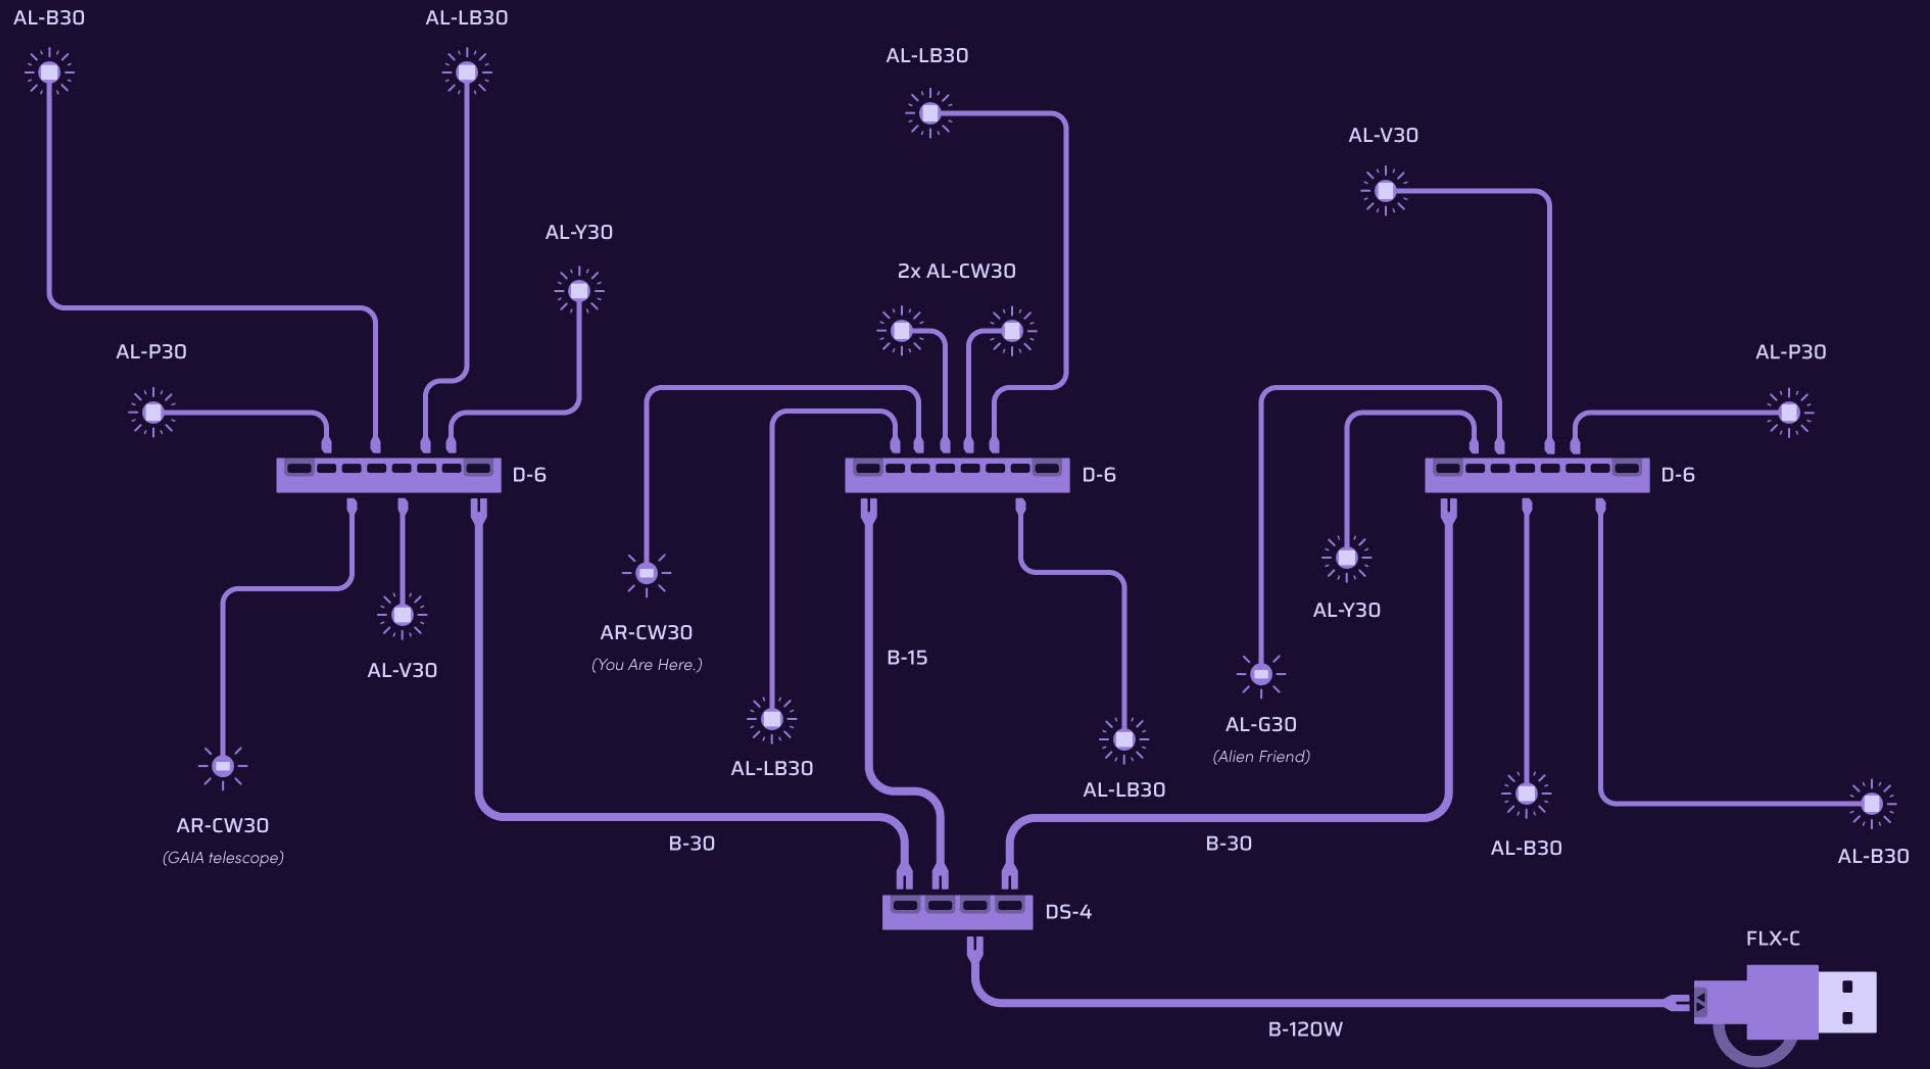 AL-B30
AL-LB30
AL-LB30
AL-V30
AL-Y30
2x AL-CW30
AL-P30
AL-P30
D-6
D-6
D-6
AL-Y30
AR-CW30
(You Are Here.)
B-15
AL-V30
AL-G30
(Alien Friend)
AL-LB30
AL-LB30
AR-CW30
(GAIA telescope)
B-30
B-30
AL-B30
AL-B30
DS-4
FLX-C
B-120W